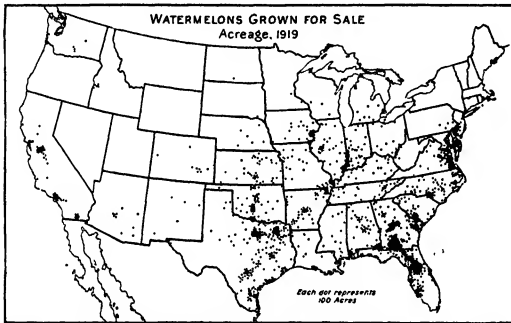 WATERMELONS GROWN FOR SALE
Acreage, 1919
Each dot represents
100 Acres